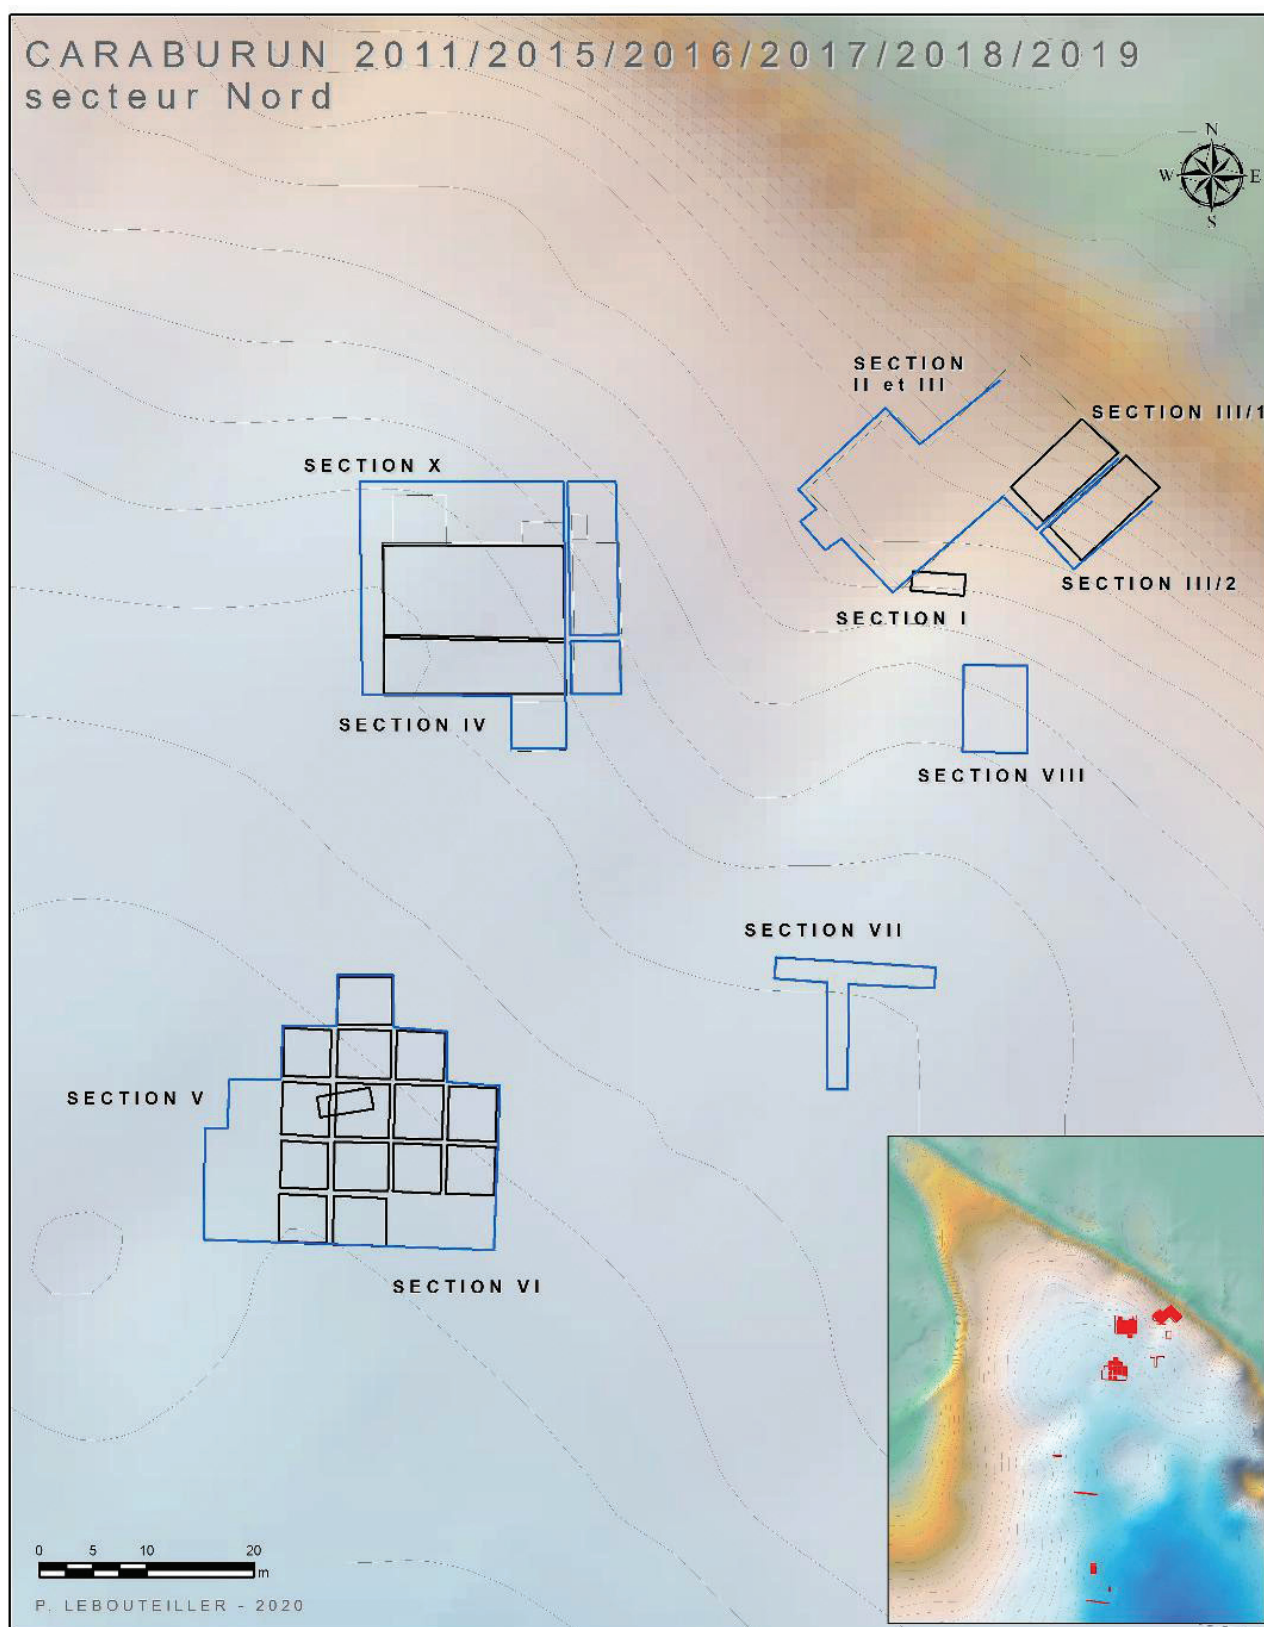 CARABURUN 2011/2015/2016/2017/2018/2019
secteur Nord
N
W E
S
SECTION
II et III
SECTION III/1
SECTION X
SECTION III/2
SECTION I
SECTION IV
SECTION VIII
SECTION VII
SECTION V
SECTION VI
0 5 10 20
m
P. LEBOUTEILLER - 2020